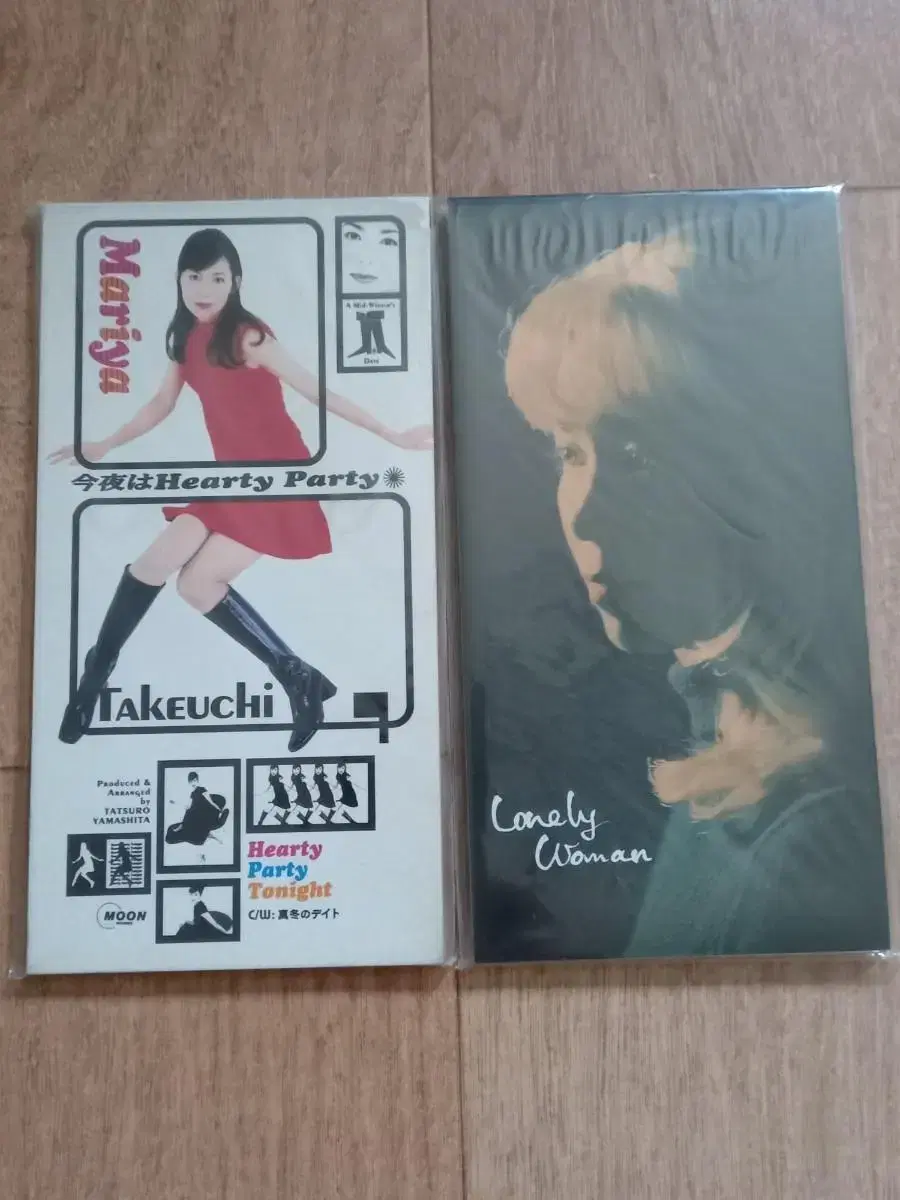 Mariya
A Mid-Winter's
Date
今夜はHearty Party
TAKEUCHI
PRODUCED &
ARRANGED
by
TATSURO
YAMASHITA
Hearty
Party
Tonight
C/W: 真冬のデイト
MOON
Lonely
Woman